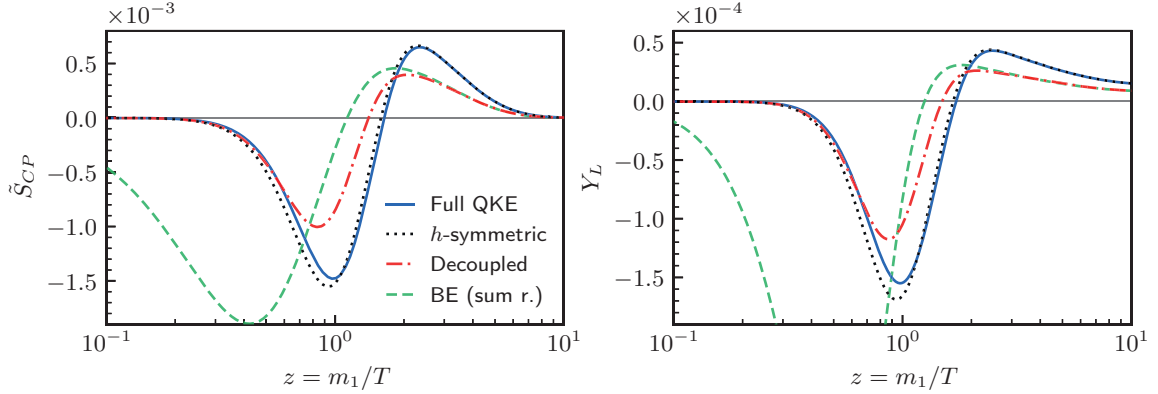 ×10⁻³
0.5
0.0
−0.5
−1.0
−1.5
S̃_CP
10⁻¹
10⁰
10¹
z = m₁/T
Full QKE
h-symmetric
Decoupled
BE (sum r.)
×10⁻⁴
0.5
0.0
−0.5
−1.0
−1.5
Y_L
10⁻¹
10⁰
10¹
z = m₁/T